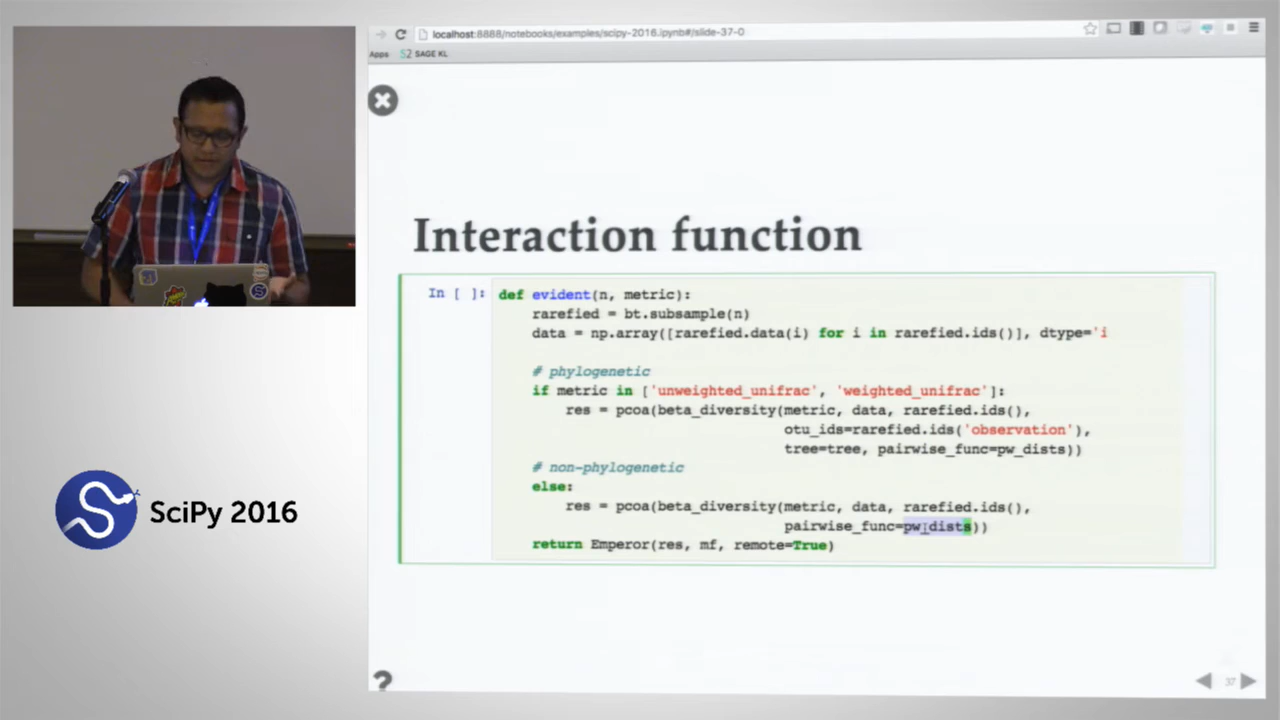 localhost:8888/notebooks/examples/scipy-2016.ipynb#/slide-37-0
Apps S2 SAGE KL
Interaction function
In [ ]: def evident(n, metric):
rarefied = bt.subsample(n)
data = np.array([rarefied.data(i) for i in rarefied.ids()], dtype='i
# phylogenetic
if metric in ['unweighted_unifrac', 'weighted_unifrac']:
res = pcoa(beta_diversity(metric, data, rarefied.ids(),
otu_ids=rarefied.ids('observation'),
tree=tree, pairwise_func=pw_dists))
# non-phylogenetic
else:
res = pcoa(beta_diversity(metric, data, rarefied.ids(),
pairwise_func=pw_dists))
return Emperor(res, mf, remote=True)
SciPy 2016
?
37